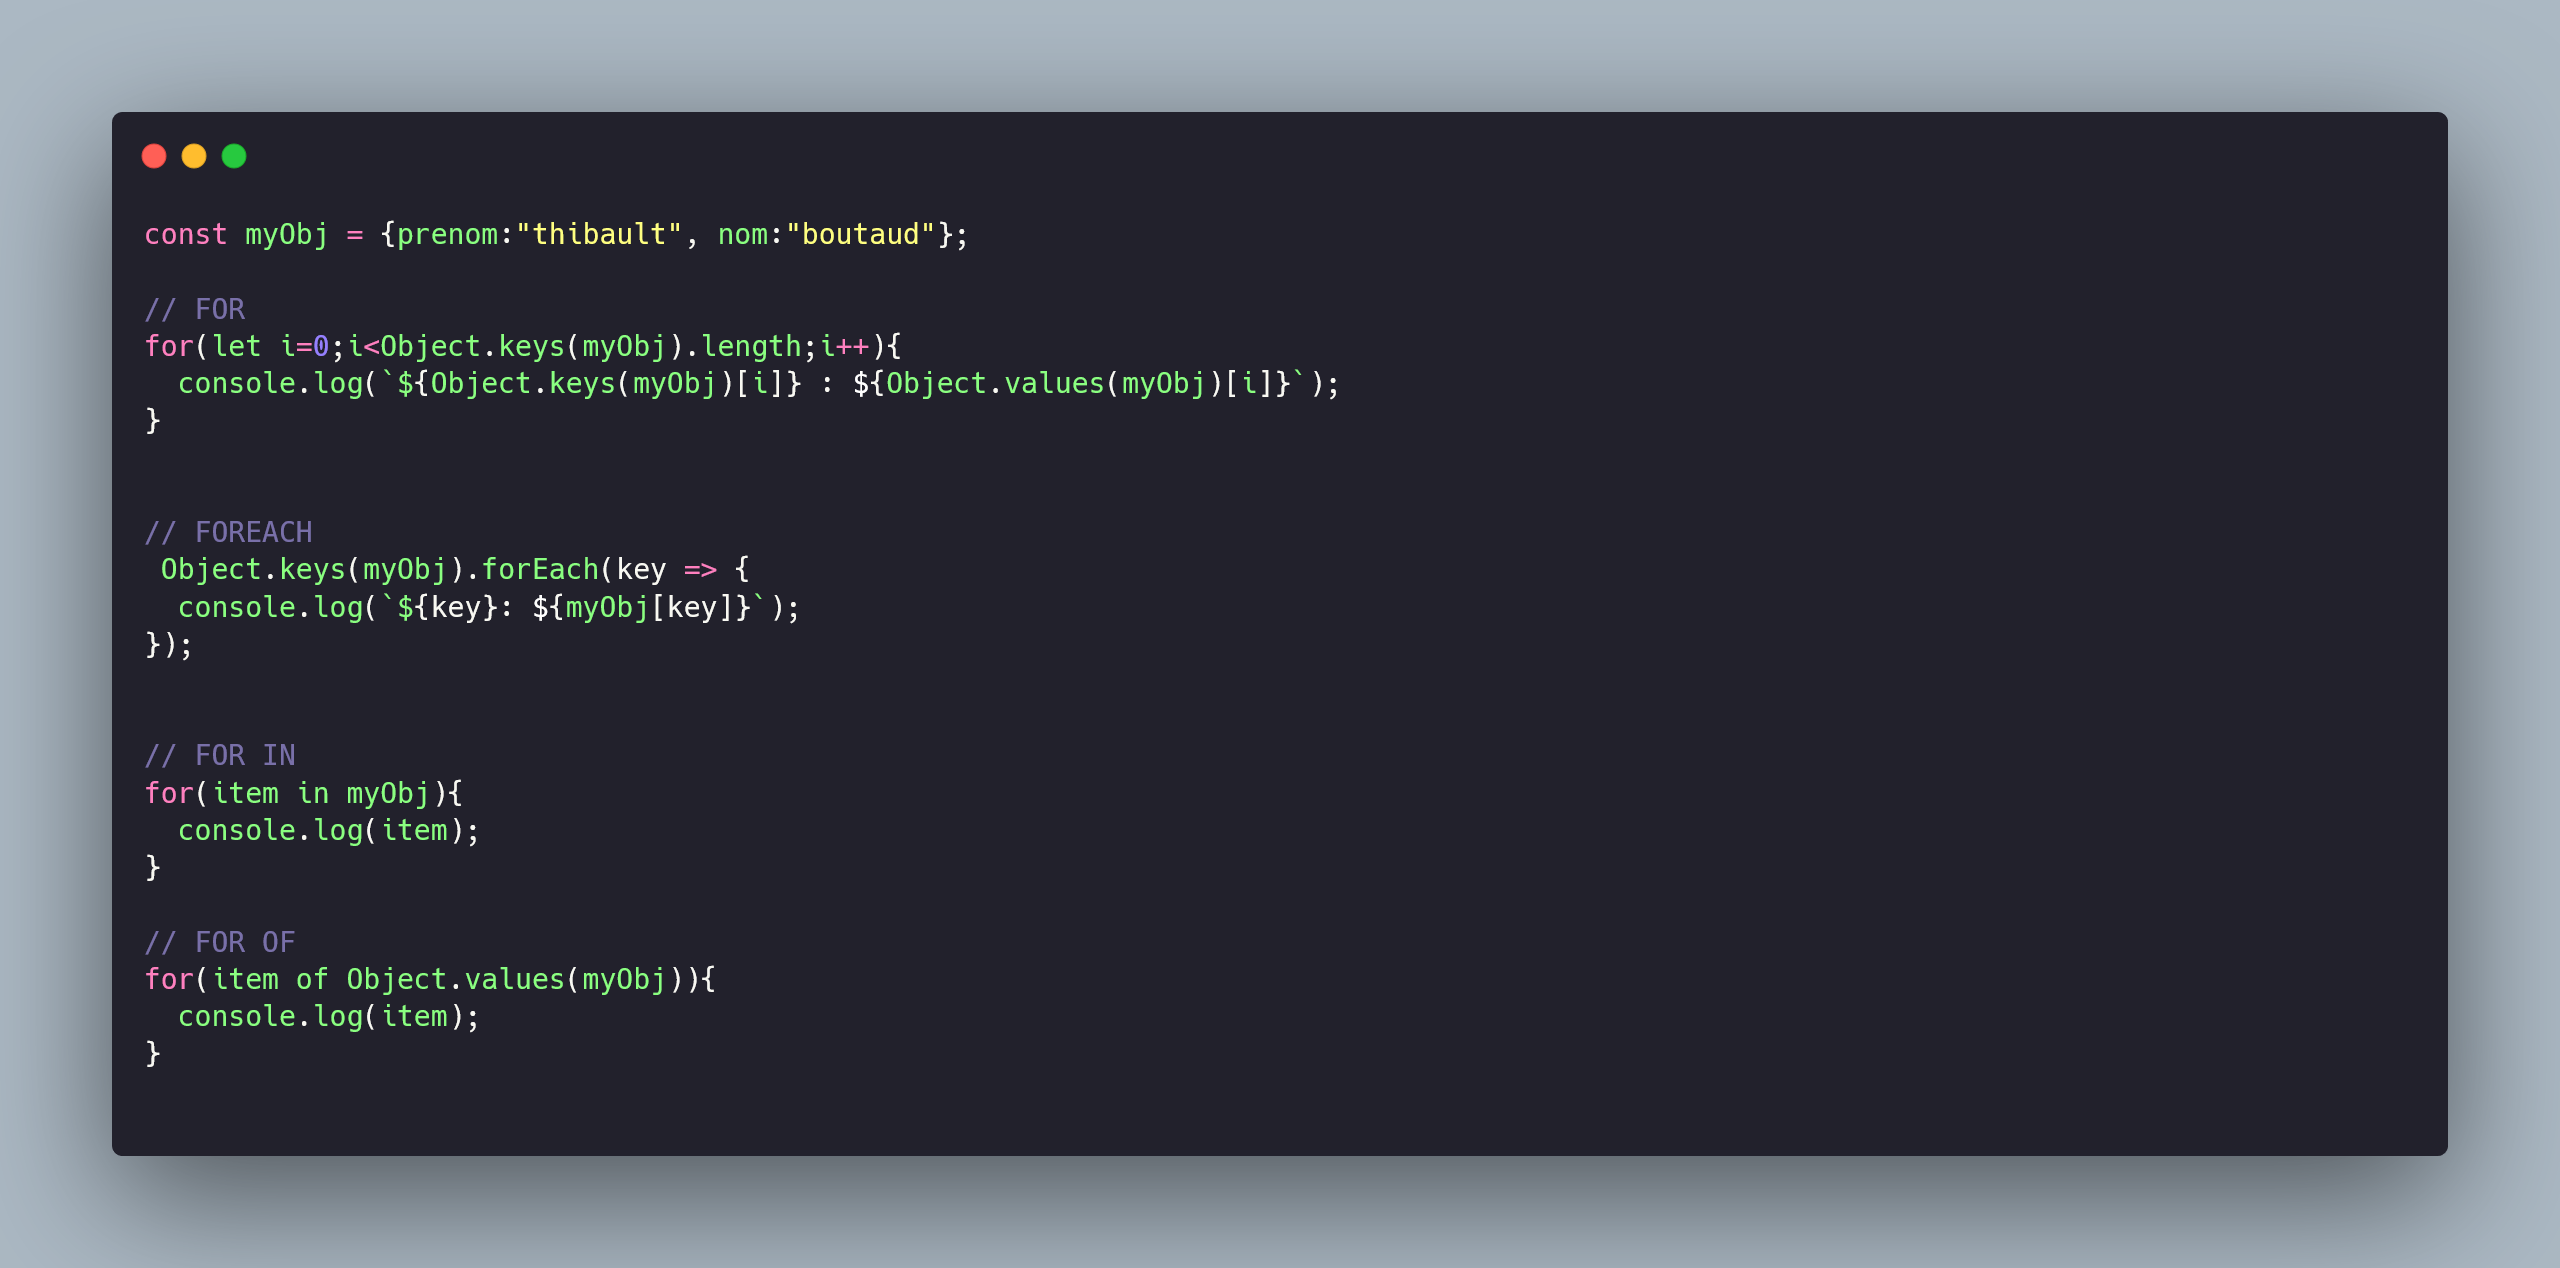 const myObj = {prenom:"thibault", nom:"boutaud"};
// FOR
for(let i=0;i<Object.keys(myObj).length;i++){
  console.log(`${Object.keys(myObj)[i]} : ${Object.values(myObj)[i]}`);
}
// FOREACH
 Object.keys(myObj).forEach(key => {
  console.log(`${key}: ${myObj[key]}`);
});
// FOR IN
for(item in myObj){
  console.log(item);
}
// FOR OF
for(item of Object.values(myObj)){
  console.log(item);
}